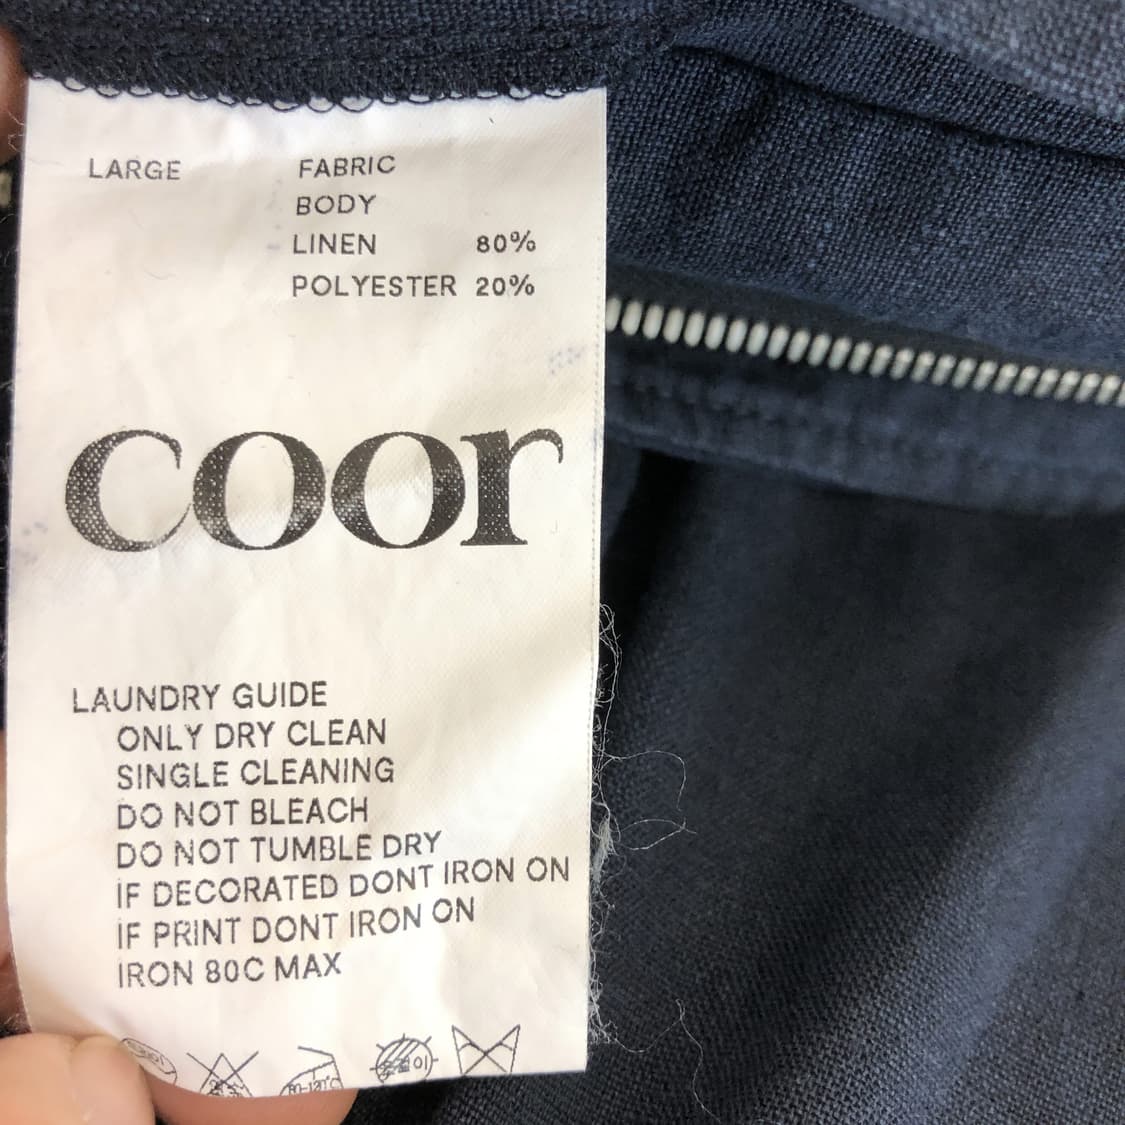 LARGE
FABRIC
BODY
LINEN 80%
POLYESTER 20%
coor
LAUNDRY GUIDE
ONLY DRY CLEAN
SINGLE CLEANING
DO NOT BLEACH
DO NOT TUMBLE DRY
IF DECORATED DONT IRON ON
IF PRINT DONT IRON ON
IRON 80C MAX